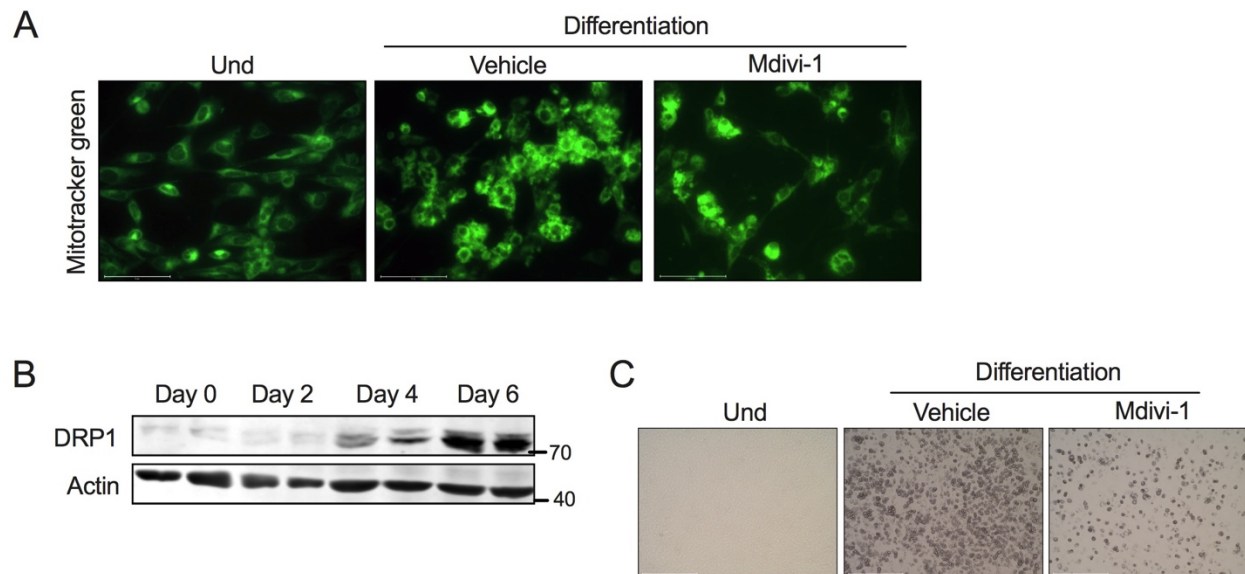 A
Differentiation
Und
Vehicle
Mdivi-1
Mitotracker green
B
Day 0
Day 2
Day 4
Day 6
DRP1
70
Actin
40
C
Differentiation
Und
Vehicle
Mdivi-1